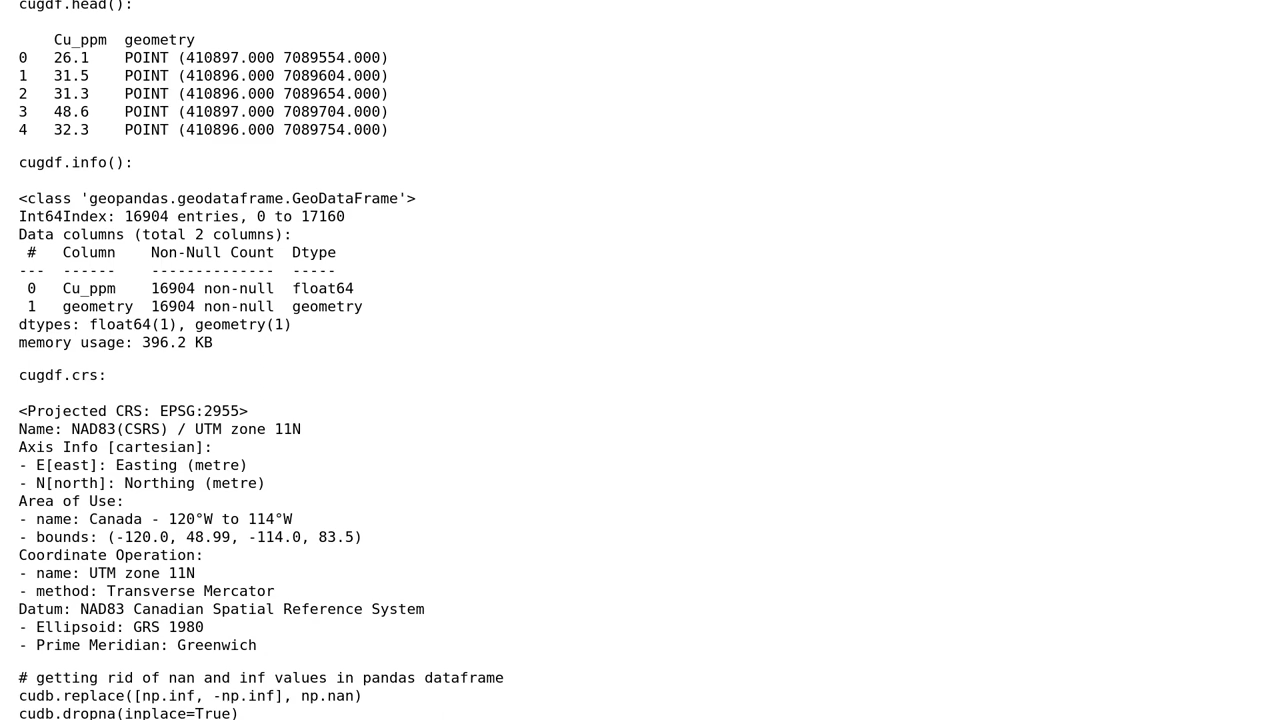 cugdf.head():
Cu_ppm geometry
0 26.1 POINT (410897.000 7089554.000)
1 31.5 POINT (410896.000 7089604.000)
2 31.3 POINT (410896.000 7089654.000)
3 48.6 POINT (410897.000 7089704.000)
4 32.3 POINT (410896.000 7089754.000)
cugdf.info():
<class 'geopandas.geodataframe.GeoDataFrame'>
Int64Index: 16904 entries, 0 to 17160
Data columns (total 2 columns):
# Column Non-Null Count Dtype
--- ------ -------------- -----
0 Cu_ppm 16904 non-null float64
1 geometry 16904 non-null geometry
dtypes: float64(1), geometry(1)
memory usage: 396.2 KB
cugdf.crs:
<Projected CRS: EPSG:2955>
Name: NAD83(CSRS) / UTM zone 11N
Axis Info [cartesian]:
- E[east]: Easting (metre)
- N[north]: Northing (metre)
Area of Use:
- name: Canada - 120°W to 114°W
- bounds: (-120.0, 48.99, -114.0, 83.5)
Coordinate Operation:
- name: UTM zone 11N
- method: Transverse Mercator
Datum: NAD83 Canadian Spatial Reference System
- Ellipsoid: GRS 1980
- Prime Meridian: Greenwich
# getting rid of nan and inf values in pandas dataframe
cudb.replace([np.inf, -np.inf], np.nan)
cudb.dropna(inplace=True)